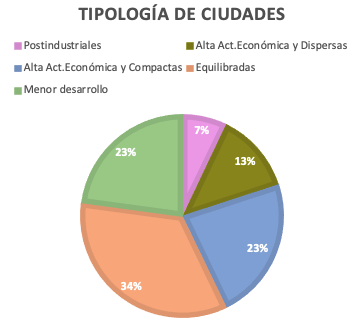 TIPOLOGÍA DE CIUDADES
Postindustriales
Alta Act.Económica y Dispersas
Alta Act.Económica y Compactas
Equilibradas
Menor desarrollo
7%
13%
23%
34%
23%